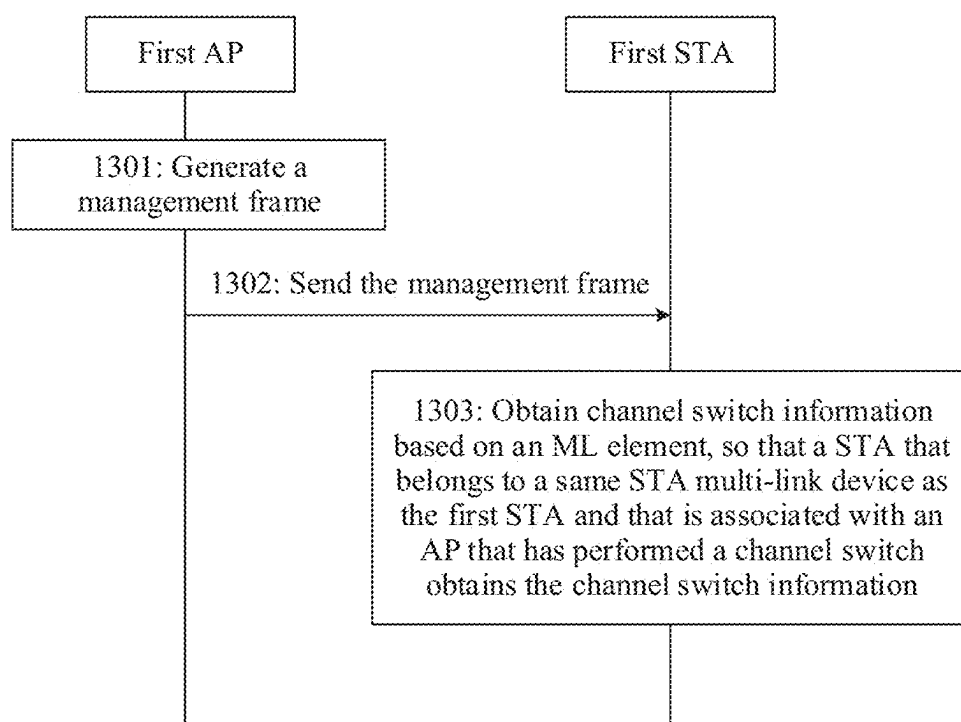 First AP
First STA
1301: Generate a
management frame
1302: Send the management frame
1303: Obtain channel switch information
based on an ML element, so that a STA that
belongs to a same STA multi-link device as
the first STA and that is associated with an
AP that has performed a channel switch
obtains the channel switch information